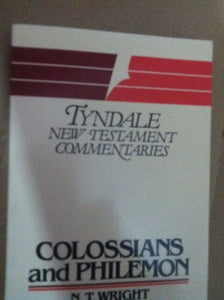 TYNDALE
NEW TESTAMENT
COMMENTARIES
COLOSSIANS
and PHILEMON
N. T. WRIGHT